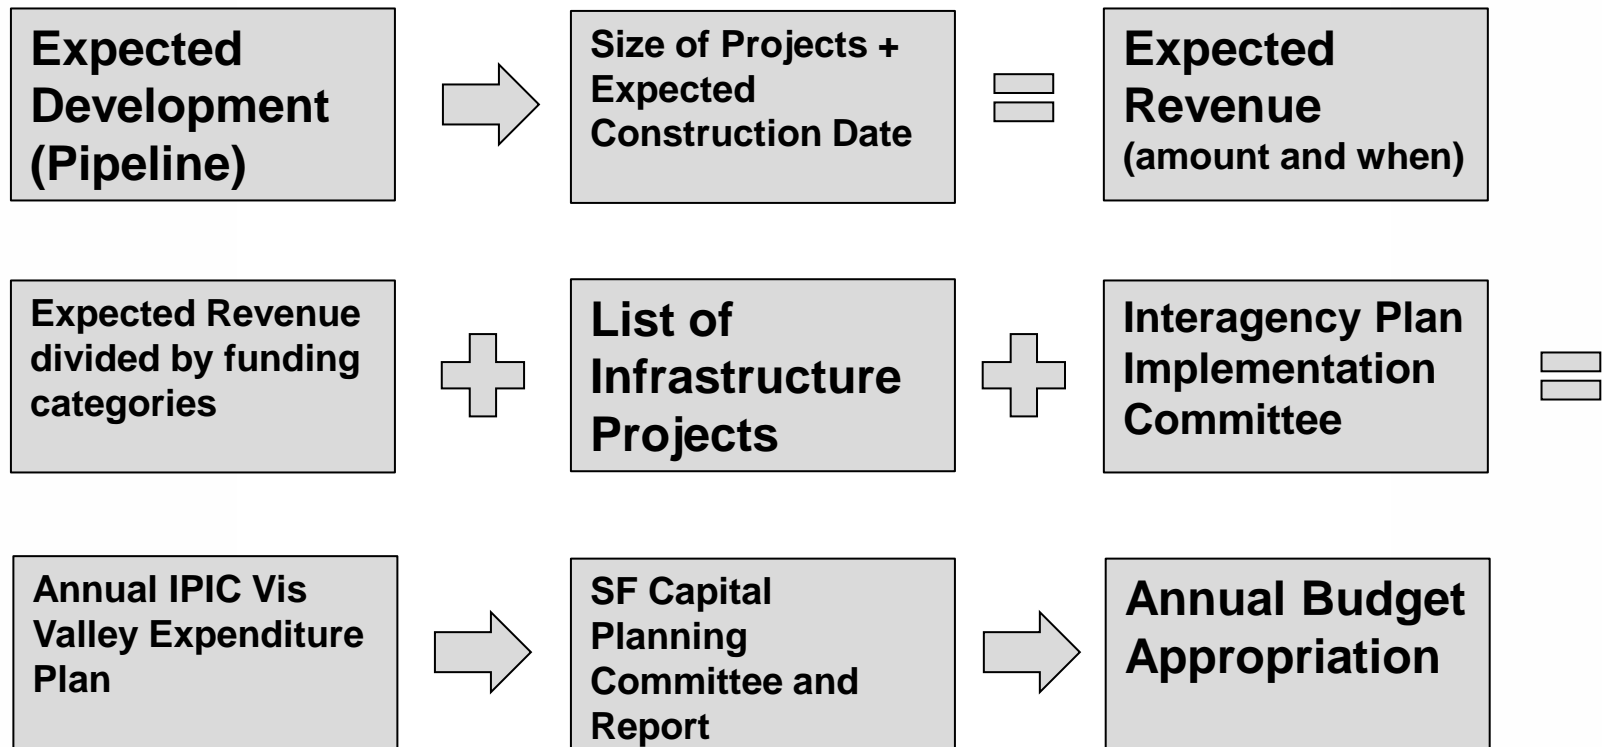 Expected
Development
(Pipeline)
Size of Projects +
Expected
Construction Date
Expected
Revenue
(amount and when)
Expected Revenue
divided by funding
categories
List of
Infrastructure
Projects
Interagency Plan
Implementation
Committee
Annual IPIC Vis
Valley Expenditure
Plan
SF Capital
Planning
Committee and
Report
Annual Budget
Appropriation